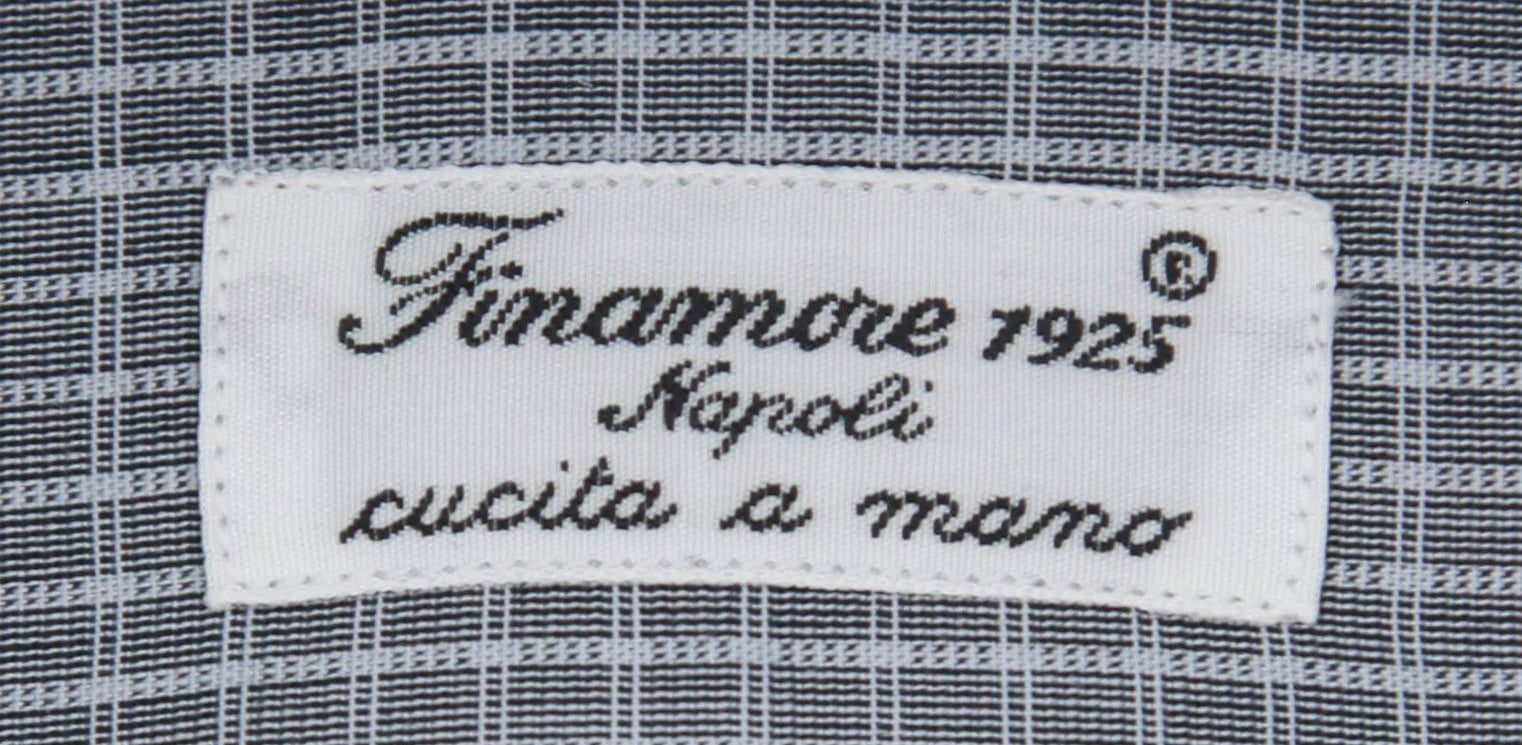 Finamore 1925 ®
Napoli
cucita a mano